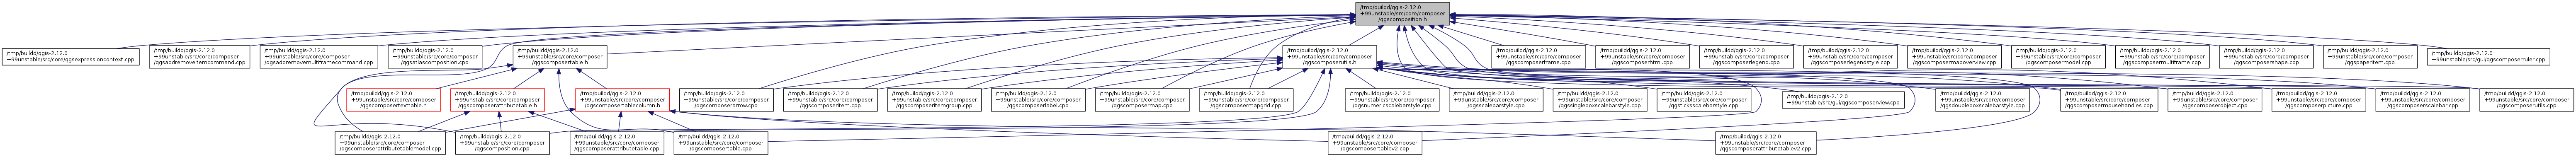 /tmp/buildd/qgis-2.12.0
+99unstable/src/core/composer
/qgscomposition.h
/tmp/buildd/qgis-2.12.0
+99unstable/src/core/qgsexpressioncontext.cpp
/tmp/buildd/qgis-2.12.0
+99unstable/src/core/composer
/qgsaddremoveitemcommand.cpp
/tmp/buildd/qgis-2.12.0
+99unstable/src/core/composer
/qgsaddremovemultiframecommand.cpp
/tmp/buildd/qgis-2.12.0
+99unstable/src/core/composer
/qgsatlascomposition.cpp
/tmp/buildd/qgis-2.12.0
+99unstable/src/core/composer
/qgscomposertable.h
/tmp/buildd/qgis-2.12.0
+99unstable/src/core/composer
/qgscomposerutils.h
/tmp/buildd/qgis-2.12.0
+99unstable/src/core/composer
/qgscomposerframe.cpp
/tmp/buildd/qgis-2.12.0
+99unstable/src/core/composer
/qgscomposerhtml.cpp
/tmp/buildd/qgis-2.12.0
+99unstable/src/core/composer
/qgscomposerlegend.cpp
/tmp/buildd/qgis-2.12.0
+99unstable/src/core/composer
/qgscomposerlegendstyle.cpp
/tmp/buildd/qgis-2.12.0
+99unstable/src/core/composer
/qgscomposermapoverview.cpp
/tmp/buildd/qgis-2.12.0
+99unstable/src/core/composer
/qgscomposermodel.cpp
/tmp/buildd/qgis-2.12.0
+99unstable/src/core/composer
/qgscomposermultiframe.cpp
/tmp/buildd/qgis-2.12.0
+99unstable/src/core/composer
/qgscomposershape.cpp
/tmp/buildd/qgis-2.12.0
+99unstable/src/core/composer
/qgspaperitem.cpp
/tmp/buildd/qgis-2.12.0
+99unstable/src/gui/qgscomposerruler.cpp
/tmp/buildd/qgis-2.12.0
+99unstable/src/core/composer
/qgscomposertexttable.h
/tmp/buildd/qgis-2.12.0
+99unstable/src/core/composer
/qgscomposerattributetable.h
/tmp/buildd/qgis-2.12.0
+99unstable/src/core/composer
/qgscomposertablecolumn.h
/tmp/buildd/qgis-2.12.0
+99unstable/src/core/composer
/qgscomposerarrow.cpp
/tmp/buildd/qgis-2.12.0
+99unstable/src/core/composer
/qgscomposeritem.cpp
/tmp/buildd/qgis-2.12.0
+99unstable/src/core/composer
/qgscomposeritemgroup.cpp
/tmp/buildd/qgis-2.12.0
+99unstable/src/core/composer
/qgscomposerlabel.cpp
/tmp/buildd/qgis-2.12.0
+99unstable/src/core/composer
/qgscomposermap.cpp
/tmp/buildd/qgis-2.12.0
+99unstable/src/core/composer
/qgscomposermapgrid.cpp
/tmp/buildd/qgis-2.12.0
+99unstable/src/core/composer
/qgsnumericscalebarstyle.cpp
/tmp/buildd/qgis-2.12.0
+99unstable/src/core/composer
/qgsscalebarstyle.cpp
/tmp/buildd/qgis-2.12.0
+99unstable/src/core/composer
/qgssingleboxscalebarstyle.cpp
/tmp/buildd/qgis-2.12.0
+99unstable/src/core/composer
/qgsticksscalebarstyle.cpp
/tmp/buildd/qgis-2.12.0
+99unstable/src/gui/qgscomposerview.cpp
/tmp/buildd/qgis-2.12.0
+99unstable/src/core/composer
/qgsdoubleboxscalebarstyle.cpp
/tmp/buildd/qgis-2.12.0
+99unstable/src/core/composer
/qgscomposermousehandles.cpp
/tmp/buildd/qgis-2.12.0
+99unstable/src/core/composer
/qgscomposerobject.cpp
/tmp/buildd/qgis-2.12.0
+99unstable/src/core/composer
/qgscomposerpicture.cpp
/tmp/buildd/qgis-2.12.0
+99unstable/src/core/composer
/qgscomposerscalebar.cpp
/tmp/buildd/qgis-2.12.0
+99unstable/src/core/composer
/qgscomposerutils.cpp
/tmp/buildd/qgis-2.12.0
+99unstable/src/core/composer
/qgscomposerattributetablemodel.cpp
/tmp/buildd/qgis-2.12.0
+99unstable/src/core/composer
/qgscomposition.cpp
/tmp/buildd/qgis-2.12.0
+99unstable/src/core/composer
/qgscomposerattributetable.cpp
/tmp/buildd/qgis-2.12.0
+99unstable/src/core/composer
/qgscomposertable.cpp
/tmp/buildd/qgis-2.12.0
+99unstable/src/core/composer
/qgscomposertablev2.cpp
/tmp/buildd/qgis-2.12.0
+99unstable/src/core/composer
/qgscomposerattributetablev2.cpp